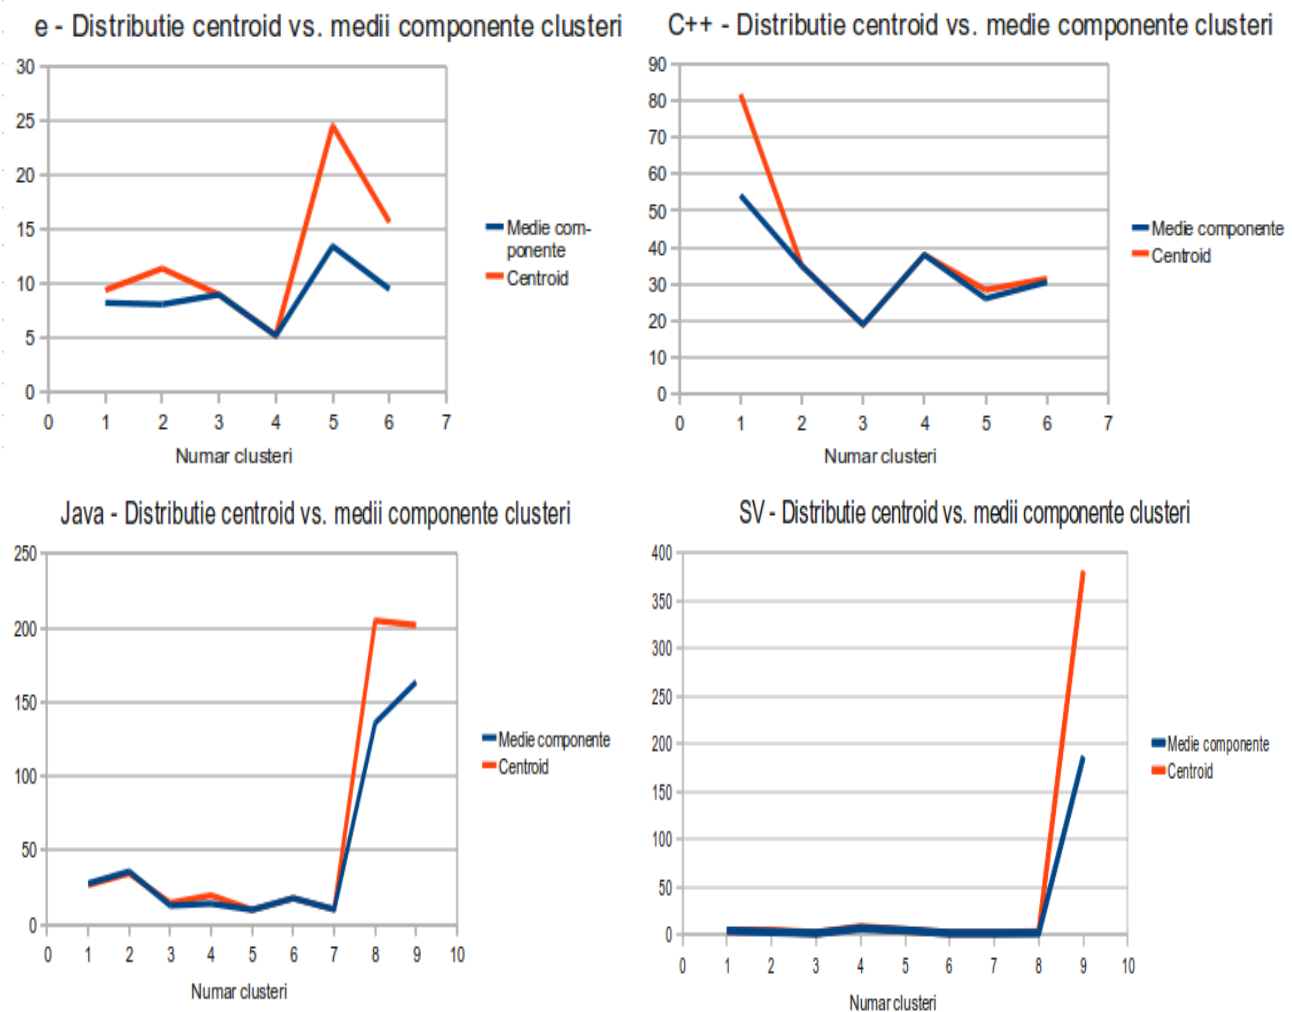 e - Distributie centroid vs. medii componente clusteri
30
25
20
15
10
5
0
0 1 2 3 4 5 6 7
Numar clusteri
Medie com-
ponente
Centroid
C++ - Distributie centroid vs. medie componente clusteri
90
80
70
60
50
40
30
20
10
0
0 1 2 3 4 5 6 7
Numar clusteri
Medie componente
Centroid
Java - Distributie centroid vs. medii componente clusteri
250
200
150
100
50
0
0 1 2 3 4 5 6 7 8 9 10
Numar clusteri
Medie componente
Centroid
SV - Distributie centroid vs. medii componente clusteri
400
350
300
250
200
150
100
50
0
0 1 2 3 4 5 6 7 8 9 10
Numar clusteri
Medie componente
Centroid